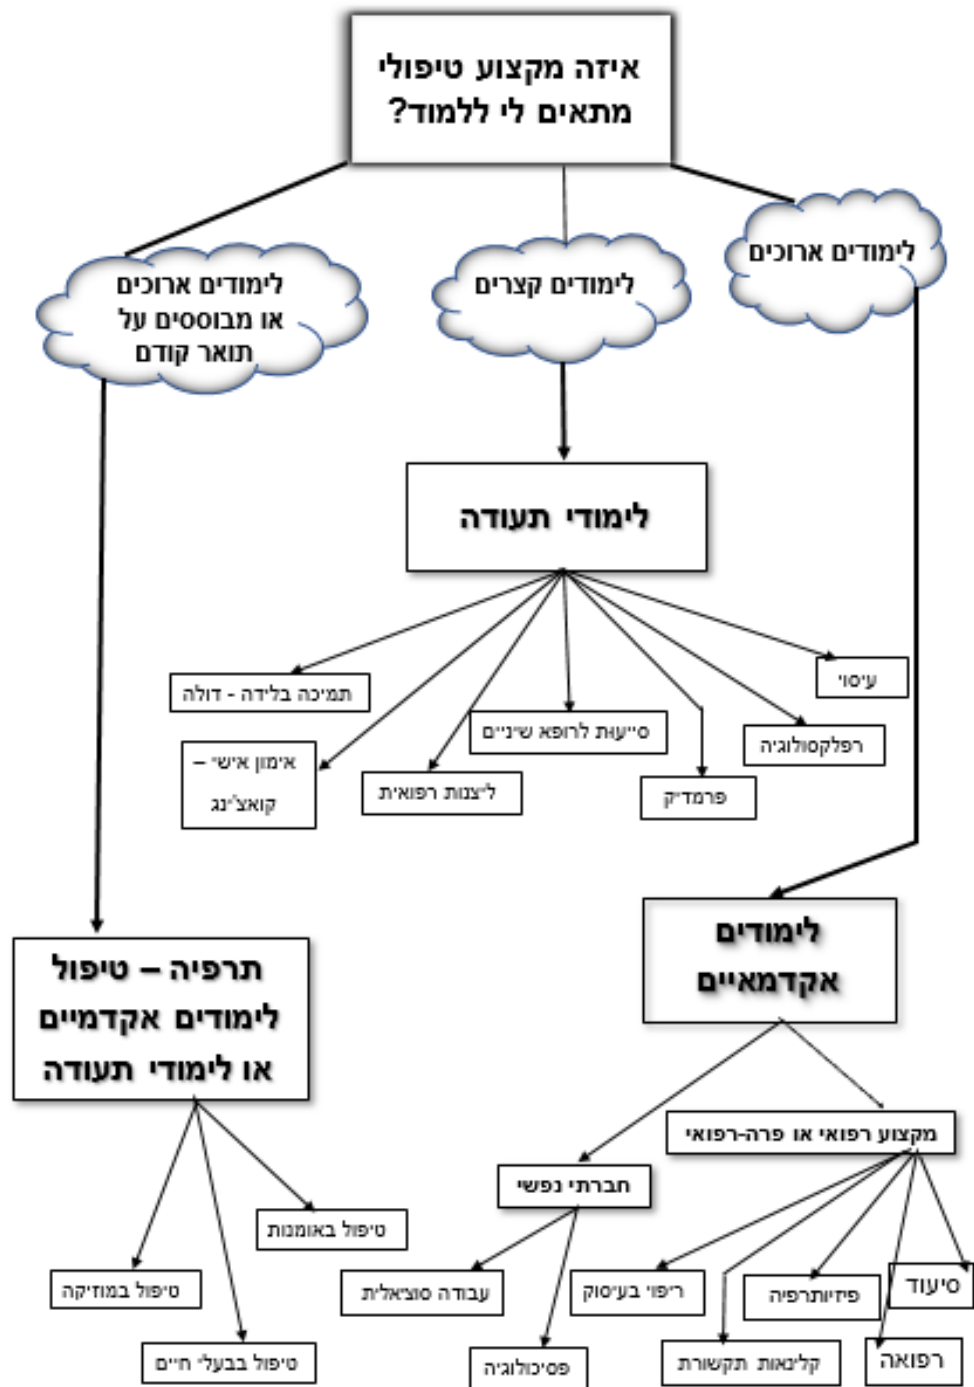 איזה מקצוע טיפולי
מתאים לי ללמוד?
לימודים ארוכים
לימודים קצרים
לימודים ארוכים
או מבוססים על
תואר קודם
לימודי תעודה
עיסוי
רפלקסולוגיה
פרמדיק
סייעות לרופא שיניים
ליצנות רפואית
אימון אישי –
קואצ'ינג
תמיכה בלידה - דולה
לימודים
אקדמאיים
מקצוע רפואי או פרה-רפואי
סיעוד
רפואה
פיזיותרפיה
קלינאות תקשורת
ריפוי בעיסוק
חברתי נפשי
עבודה סוציאלית
פסיכולוגיה
תרפיה – טיפול
לימודים אקדמיים
או לימודי תעודה
טיפול באומנות
טיפול במוזיקה
טיפול בבעלי חיים